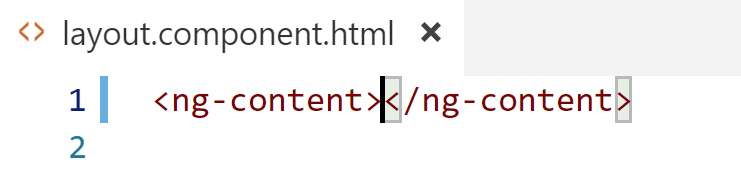 <> layout.component.html ×
1 <ng-content></ng-content>
2